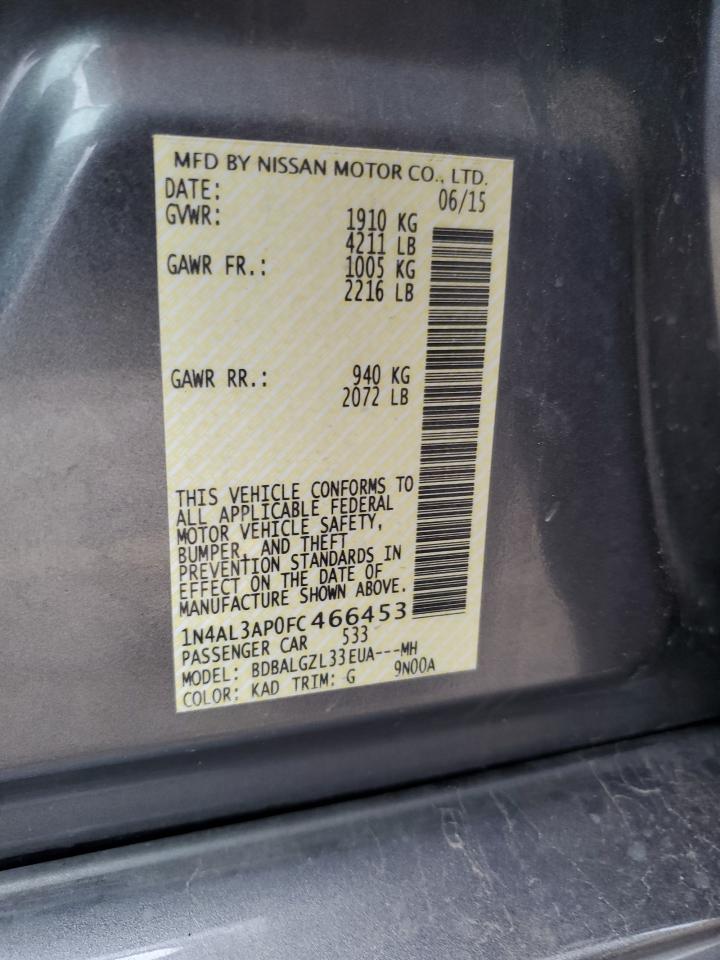 MFD BY NISSAN MOTOR CO., LTD.
DATE: 06/15
GVWR: 1910 KG
4211 LB
GAWR FR.: 1005 KG
2216 LB
GAWR RR.: 940 KG
2072 LB
THIS VEHICLE CONFORMS TO
ALL APPLICABLE FEDERAL
MOTOR VEHICLE SAFETY,
BUMPER, AND THEFT
PREVENTION STANDARDS IN
EFFECT ON THE DATE OF
MANUFACTURE SHOWN ABOVE.
1N4AL3AP0FC466453
PASSENGER CAR 533
MODEL: BDBALGZL33EUA---MH
COLOR: KAD TRIM: G 9N00A